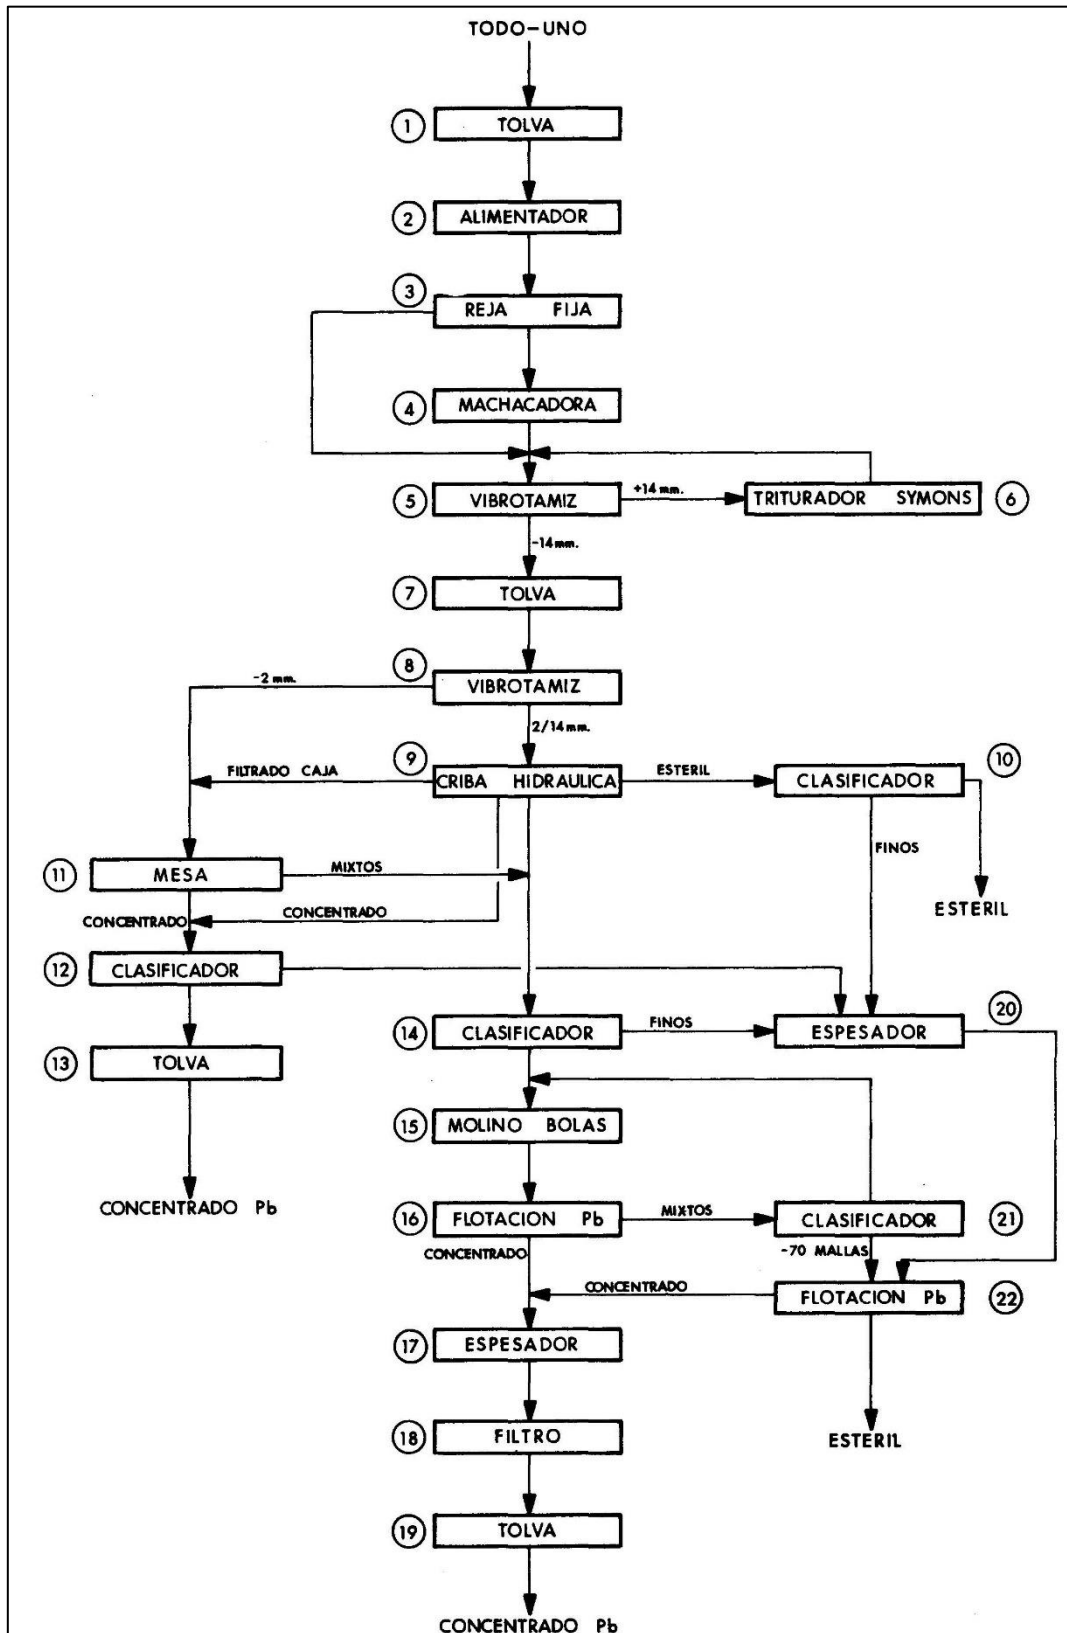 TODO-UNO
1 TOLVA
2 ALIMENTADOR
3 REJA FIJA
4 MACHACADORA
5 VIBROTAMIZ
+14 mm.
TRITURADOR SYMONS 6
-14 mm.
7 TOLVA
8 VIBROTAMIZ
-2 mm.
2/14 mm.
9 CRIBA HIDRAULICA
FILTRADO CAJA
ESTERIL
CLASIFICADOR 10
FINOS
ESTERIL
11 MESA
MIXTOS
CONCENTRADO
CONCENTRADO
12 CLASIFICADOR
13 TOLVA
CONCENTRADO Pb
14 CLASIFICADOR
FINOS
ESPESADOR 20
15 MOLINO BOLAS
16 FLOTACION Pb
MIXTOS
CLASIFICADOR 21
CONCENTRADO
-70 MALLAS
CONCENTRADO
FLOTACION Pb 22
17 ESPESADOR
18 FILTRO
ESTERIL
19 TOLVA
CONCENTRADO Pb